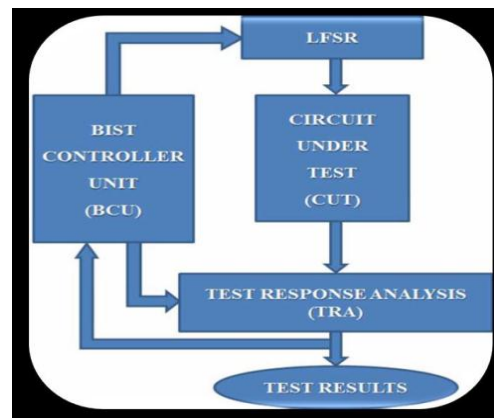 LFSR
BIST
CONTROLLER
UNIT
(BCU)
CIRCUIT
UNDER
TEST
(CUT)
TEST RESPONSE ANALYSIS
(TRA)
TEST RESULTS